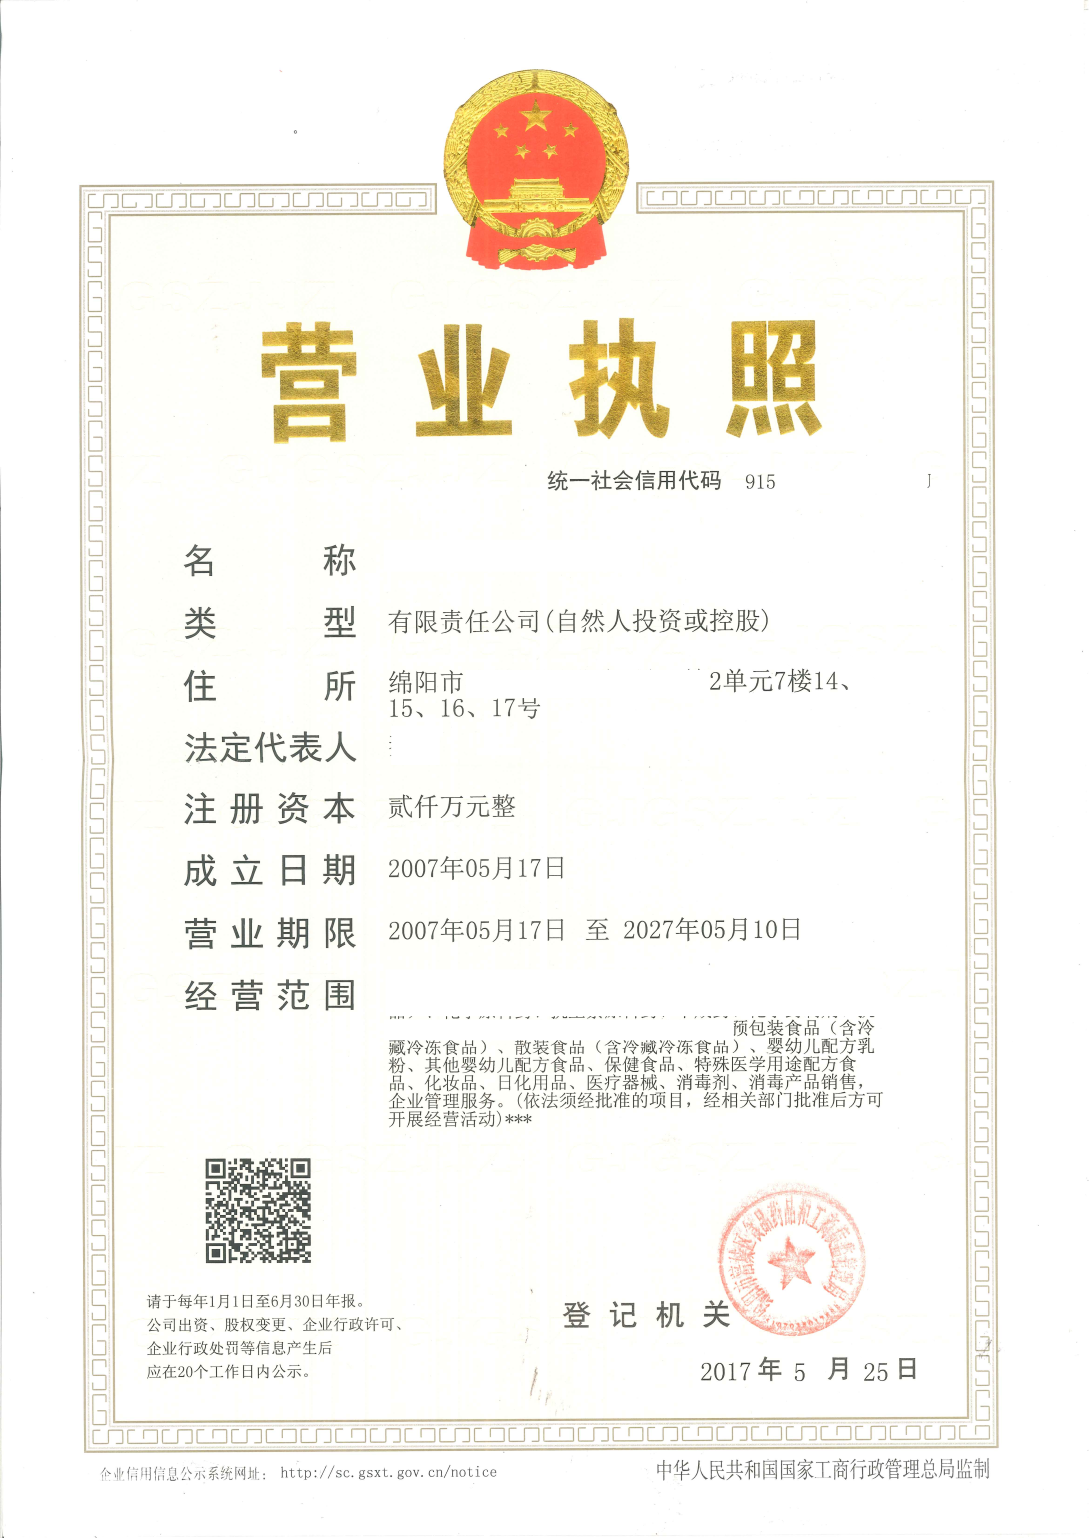 营业执照
统一社会信用代码 915
名称
类型 有限责任公司(自然人投资或控股)
住所 绵阳市 2单元7楼14、
15、16、17号
法定代表人
注册资本 贰仟万元整
成立日期 2007年05月17日
营业期限 2007年05月17日 至 2027年05月10日
经营范围
预包装食品（含冷
藏冷冻食品）、散装食品（含冷藏冷冻食品）、婴幼儿配方乳
粉、其他婴幼儿配方食品、保健食品、特殊医学用途配方食
品、化妆品、日化用品、医疗器械、消毒剂、消毒产品销售，
企业管理服务。(依法须经批准的项目，经相关部门批准后方可
开展经营活动)***
请于每年1月1日至6月30日年报。
公司出资、股权变更、企业行政许可、
企业行政处罚等信息产生后
应在20个工作日内公示。
登记机关
2017年5月25日
企业信用信息公示系统网址： http://sc.gsxt.gov.cn/notice
中华人民共和国国家工商行政管理总局监制